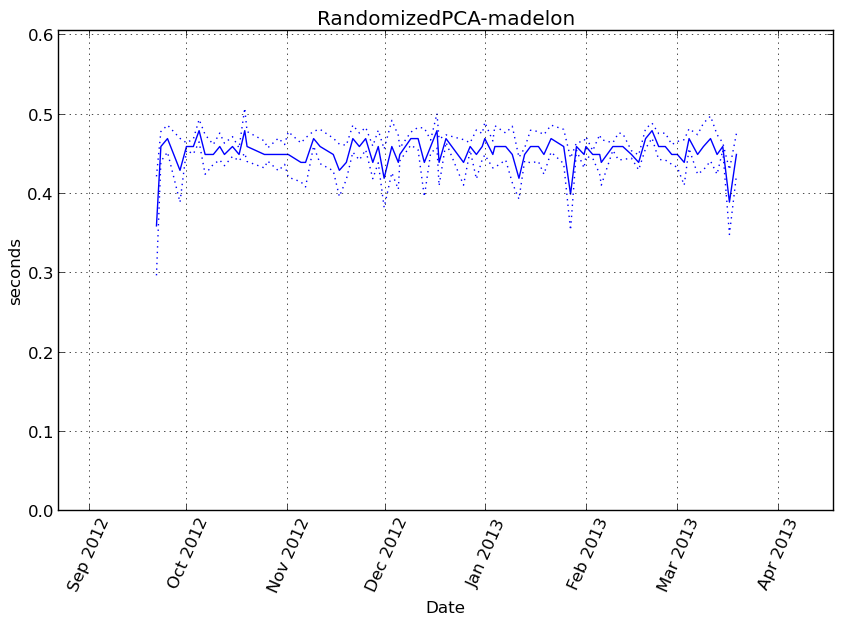 RandomizedPCA-madelon
0.6
0.5
0.4
0.3
0.2
0.1
0.0
seconds
Sep 2012
Oct 2012
Nov 2012
Dec 2012
Jan 2013
Feb 2013
Mar 2013
Apr 2013
Date